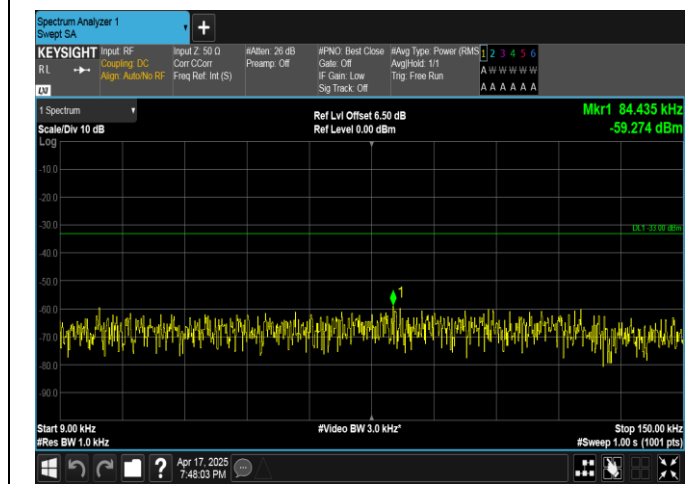 Spectrum Analyzer 1
Swept SA
+
KEYSIGHT Input: RF Input Z: 50 Ω #Atten: 26 dB #PNO: Best Close #Avg Type: Power (RMS 1 2 3 4 5 6
RL Coupling: DC Corr CCorr Preamp: Off Gate: Off Avg|Hold: 1/1 A W W W W W
Align: Auto/No RF Freq Ref: Int (S) IF Gain: Low Trig: Free Run
Sig Track: Off A A A A A A
LXI
1 Spectrum Ref Lvl Offset 6.50 dB Mkr1 84.435 kHz
Scale/Div 10 dB Ref Level 0.00 dBm -59.274 dBm
Log
-10.0
-20.0
-30.0
DL1 -33.00 dBm
-40.0
-50.0
1
-60.0
-70.0
-80.0
-90.0
Start 9.00 kHz #Video BW 3.0 kHz* Stop 150.00 kHz
#Res BW 1.0 kHz #Sweep 1.00 s (1001 pts)
? Apr 17, 2025
7:48:03 PM